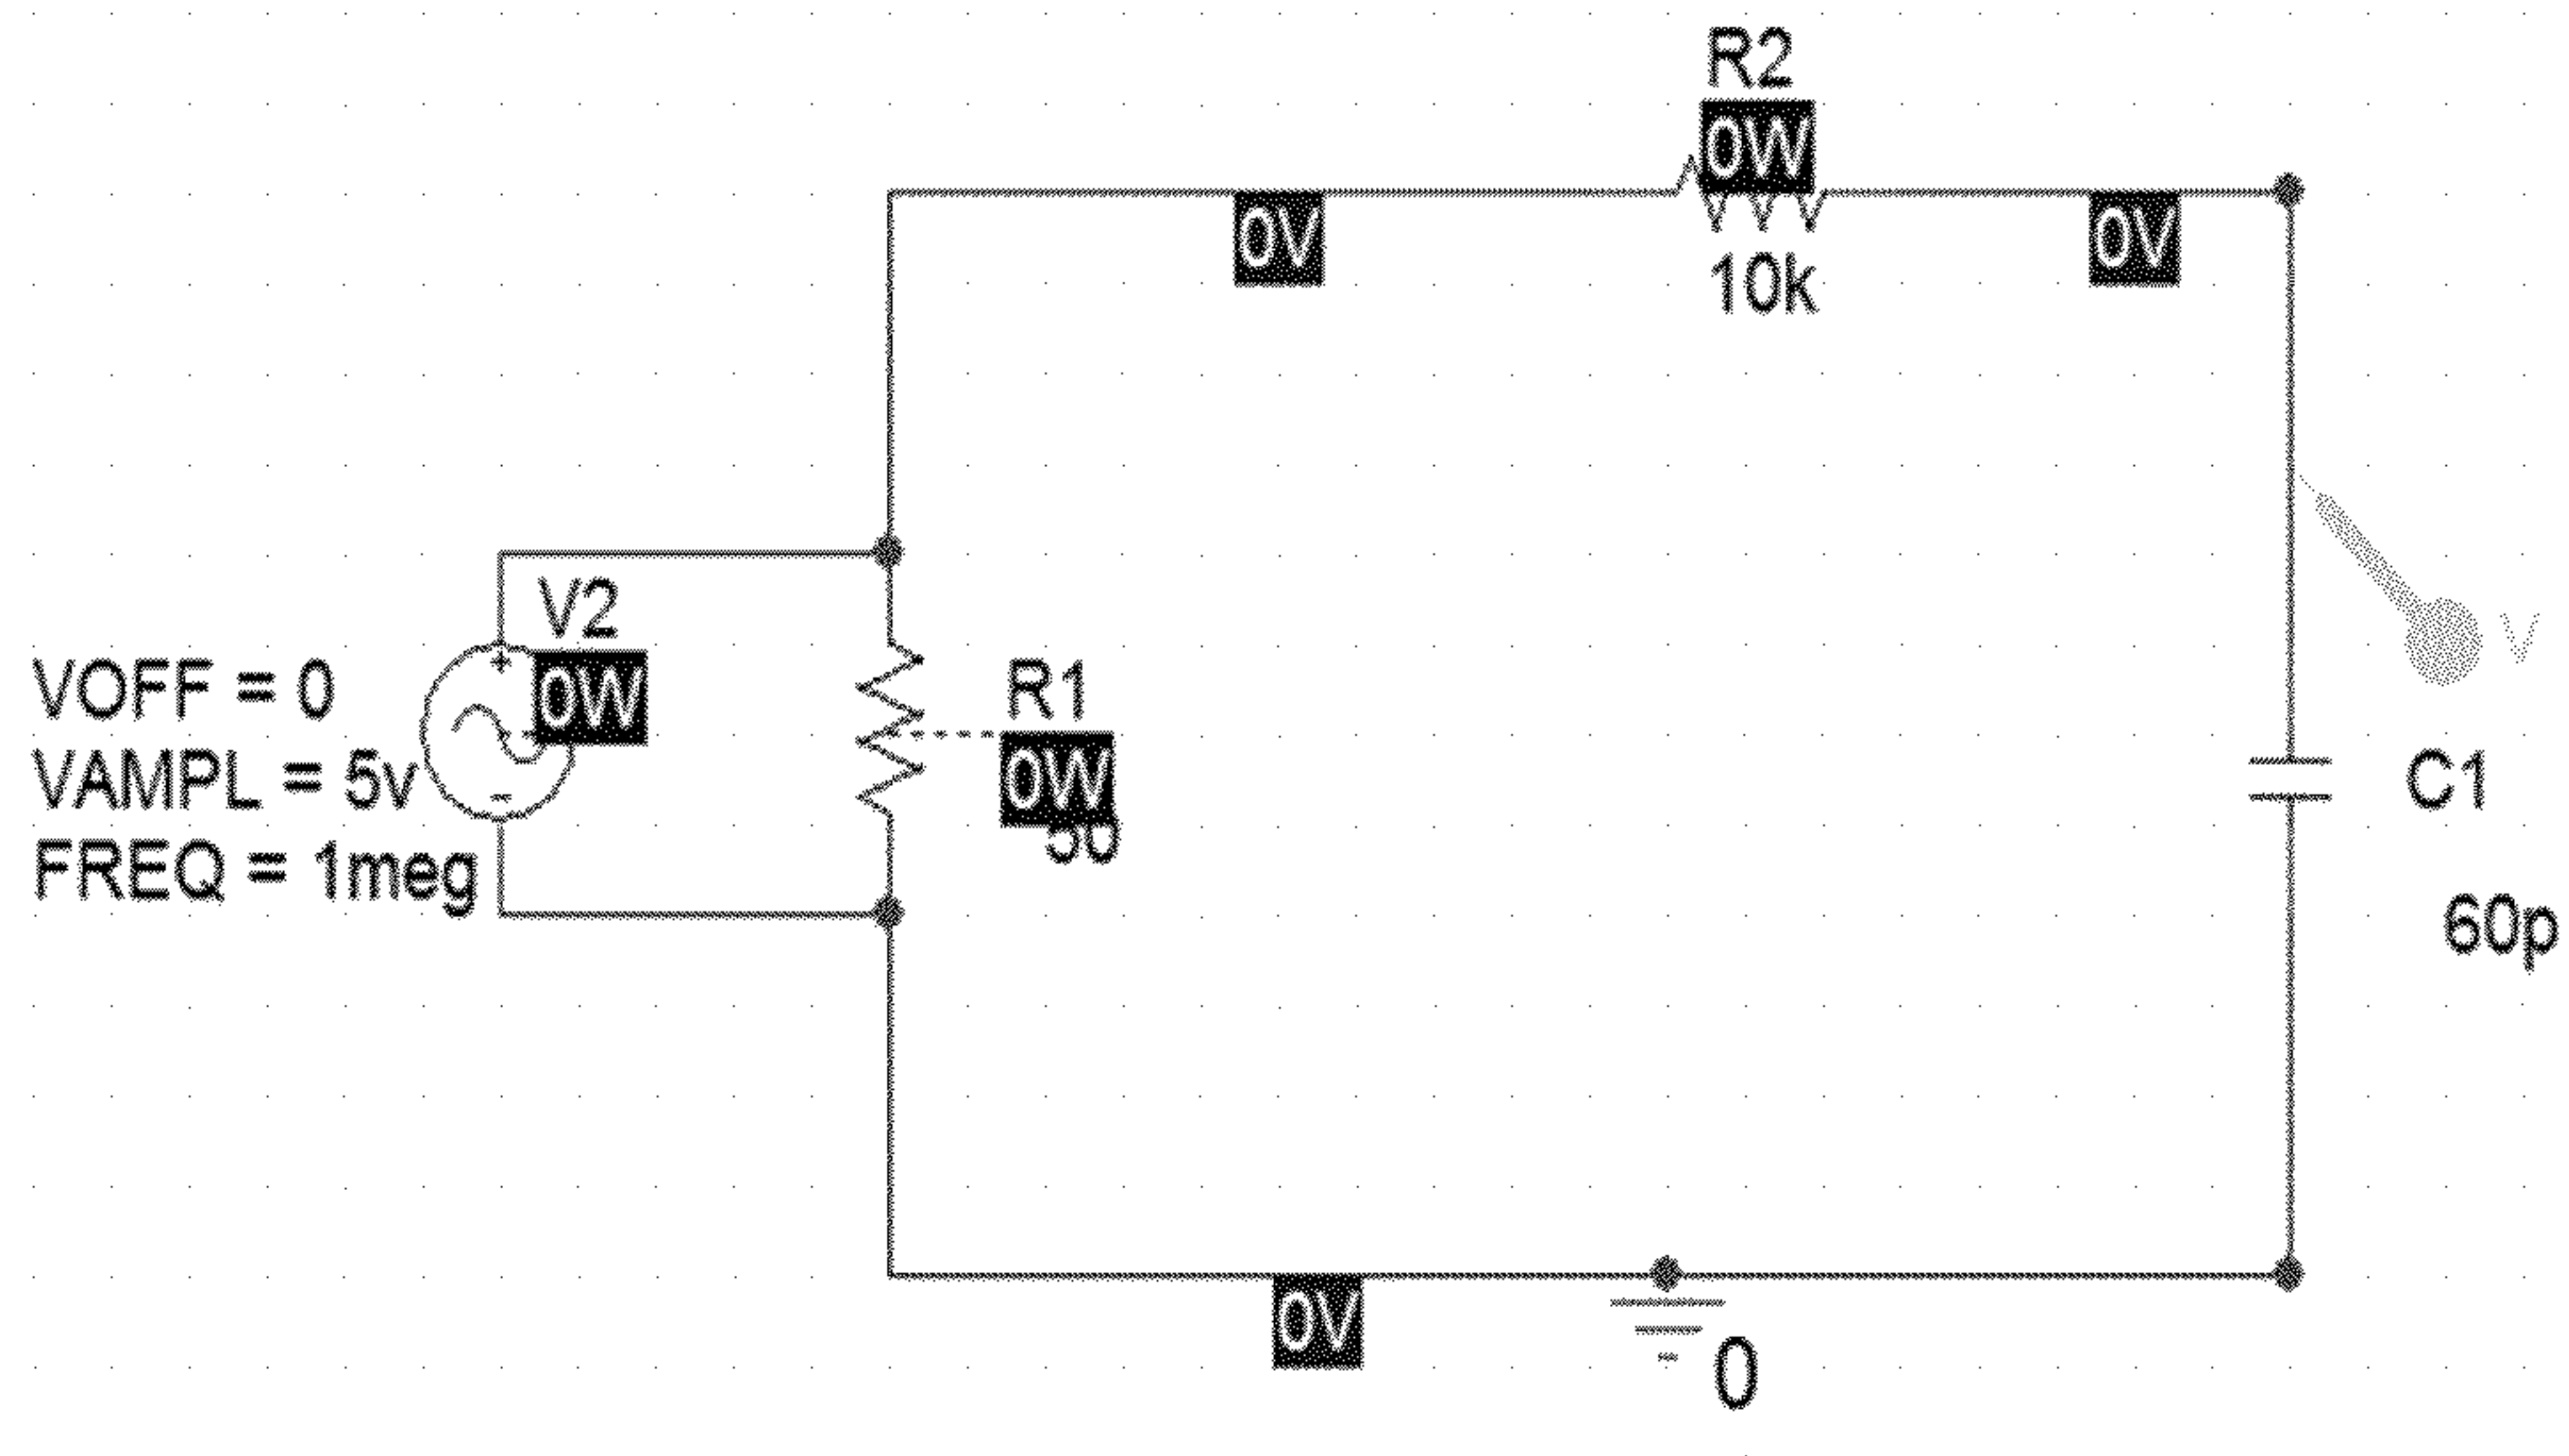 R2
0W
0V
0V
10k
V2
0W
VOFF = 0
VAMPL = 5v
FREQ = 1meg
R1
0W
50
V
C1
60p
0V
0